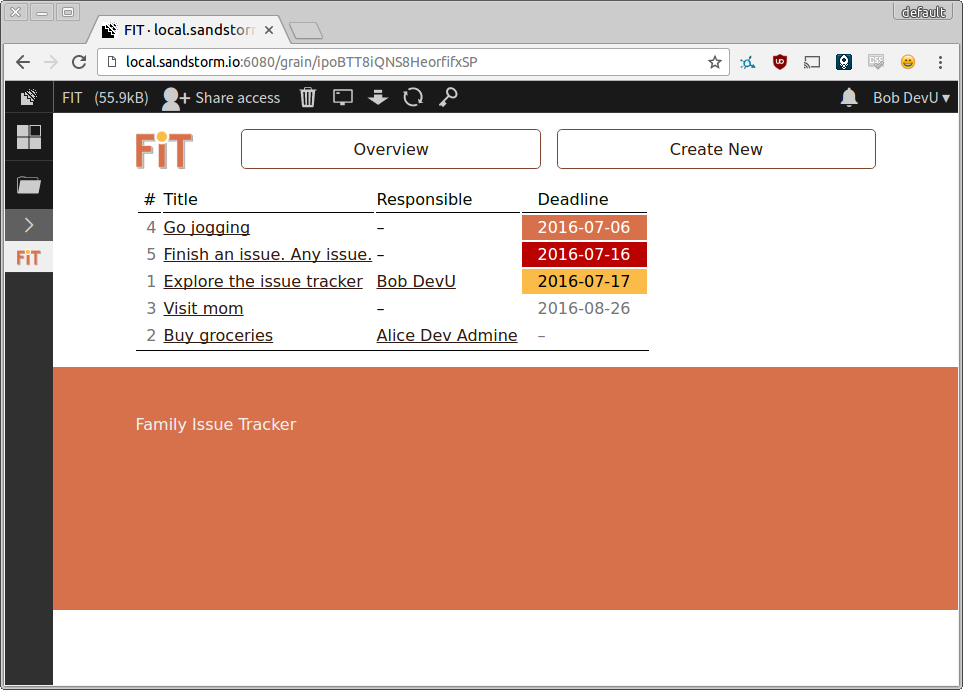 default
FIT · local.sandstor
local.sandstorm.io:6080/grain/ipoBTT8iQNS8HeorfifxSP
FIT (55.9kB) Share access Bob DevU ▾
FiT Overview Create New
# Title Responsible Deadline
4 Go jogging – 2016-07-06
5 Finish an issue. Any issue. – 2016-07-16
1 Explore the issue tracker Bob DevU 2016-07-17
3 Visit mom – 2016-08-26
2 Buy groceries Alice Dev Admine –
FiT
Family Issue Tracker